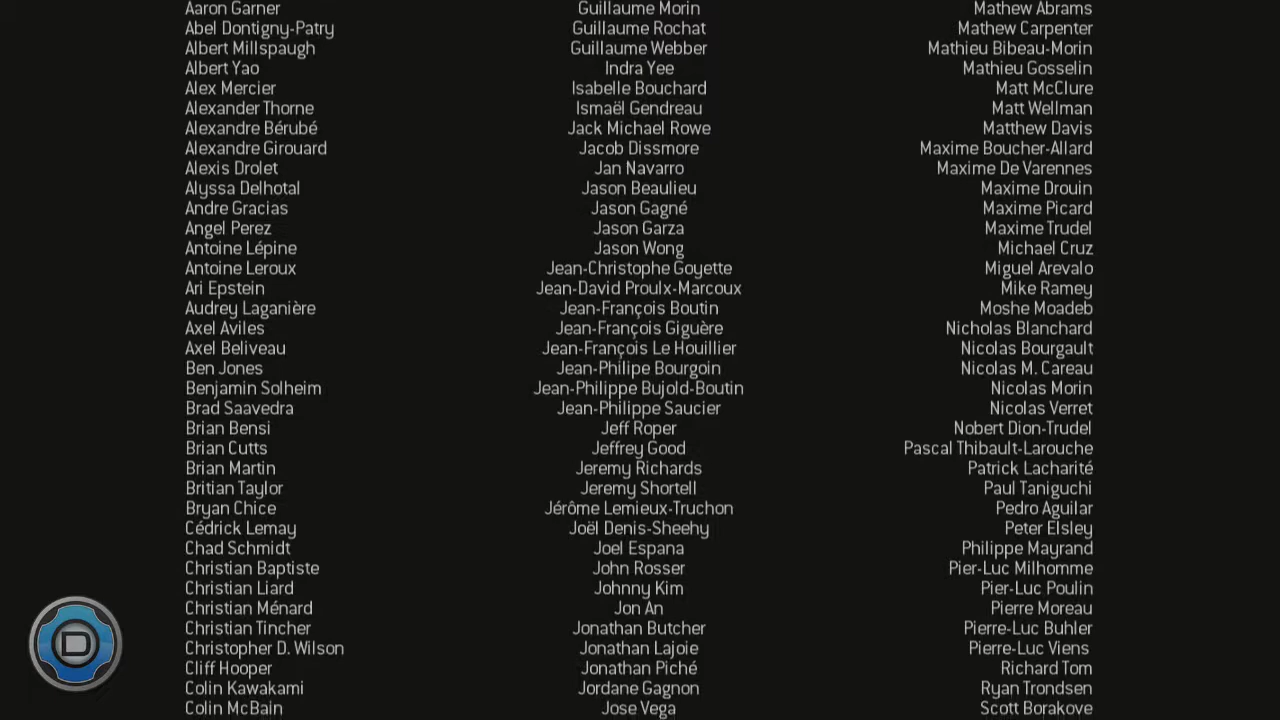 Aaron Garner
Abel Dontigny-Patry
Albert Millspaugh
Albert Yao
Alex Mercier
Alexander Thorne
Alexandre Bérubé
Alexandre Girouard
Alexis Drolet
Alyssa Delhotal
Andre Gracias
Angel Perez
Antoine Lépine
Antoine Leroux
Ari Epstein
Audrey Laganière
Axel Aviles
Axel Beliveau
Ben Jones
Benjamin Solheim
Brad Saavedra
Brian Bensi
Brian Cutts
Brian Martin
Britian Taylor
Bryan Chice
Cédrick Lemay
Chad Schmidt
Christian Baptiste
Christian Liard
Christian Ménard
Christian Tincher
Christopher D. Wilson
Cliff Hooper
Colin Kawakami
Colin McBain
Guillaume Morin
Guillaume Rochat
Guillaume Webber
Indra Yee
Isabelle Bouchard
Ismaël Gendreau
Jack Michael Rowe
Jacob Dissmore
Jan Navarro
Jason Beaulieu
Jason Gagné
Jason Garza
Jason Wong
Jean-Christophe Goyette
Jean-David Proulx-Marcoux
Jean-François Boutin
Jean-François Giguère
Jean-François Le Houillier
Jean-Philipe Bourgoin
Jean-Philippe Bujold-Boutin
Jean-Philippe Saucier
Jeff Roper
Jeffrey Good
Jeremy Richards
Jeremy Shortell
Jérôme Lemieux-Truchon
Joël Denis-Sheehy
Joel Espana
John Rosser
Johnny Kim
Jon An
Jonathan Butcher
Jonathan Lajoie
Jonathan Piché
Jordane Gagnon
Jose Vega
Mathew Abrams
Mathew Carpenter
Mathieu Bibeau-Morin
Mathieu Gosselin
Matt McClure
Matt Wellman
Matthew Davis
Maxime Boucher-Allard
Maxime De Varennes
Maxime Drouin
Maxime Picard
Maxime Trudel
Michael Cruz
Miguel Arevalo
Mike Ramey
Moshe Moadeb
Nicholas Blanchard
Nicolas Bourgault
Nicolas M. Careau
Nicolas Morin
Nicolas Verret
Nobert Dion-Trudel
Pascal Thibault-Larouche
Patrick Lacharité
Paul Taniguchi
Pedro Aguilar
Peter Elsley
Philippe Mayrand
Pier-Luc Milhomme
Pier-Luc Poulin
Pierre Moreau
Pierre-Luc Buhler
Pierre-Luc Viens
Richard Tom
Ryan Trondsen
Scott Borakove
D